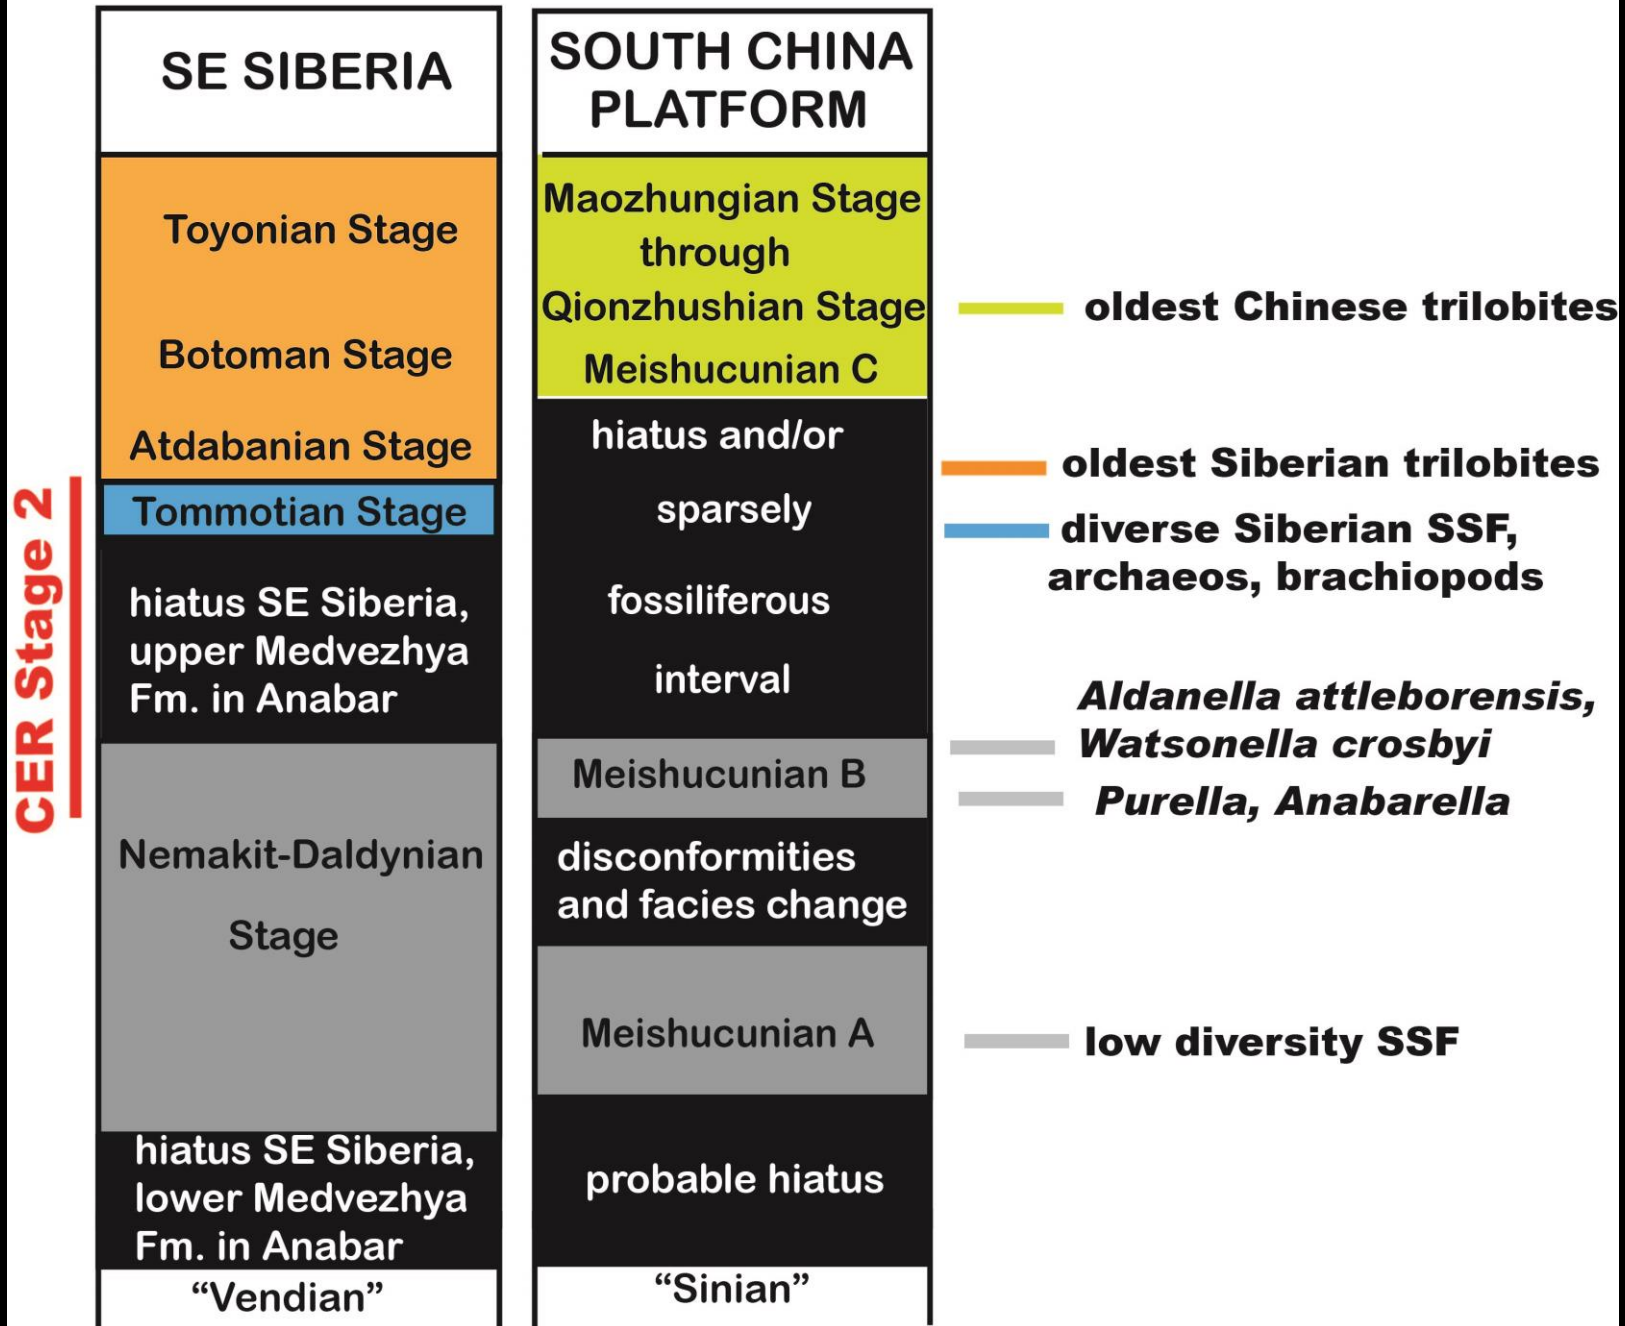 SE SIBERIA
Toyonian Stage
Botoman Stage
Atdabanian Stage
Tommotian Stage
hiatus SE Siberia,
upper Medvezhya
Fm. in Anabar
Nemakit-Daldynian
Stage
hiatus SE Siberia,
lower Medvezhya
Fm. in Anabar
“Vendian”
CER Stage 2
SOUTH CHINA
PLATFORM
Maozhungian Stage
through
Qionzhushian Stage
Meishucunian C
hiatus and/or
sparsely
fossiliferous
interval
Meishucunian B
disconformities
and facies change
Meishucunian A
probable hiatus
“Sinian”
oldest Chinese trilobites
oldest Siberian trilobites
diverse Siberian SSF,
archaeos, brachiopods
Aldanella attleborensis,
Watsonella crosbyi
Purella, Anabarella
low diversity SSF